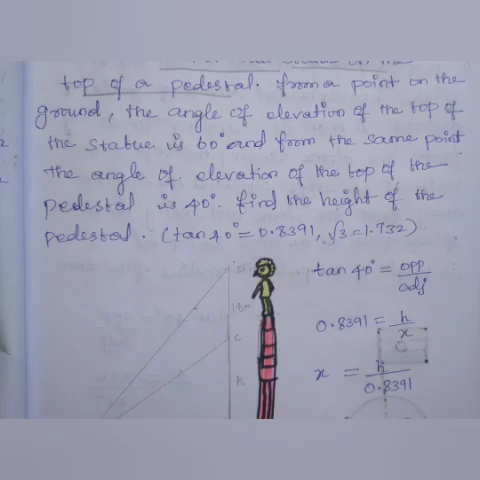 top of a pedestal. from a point on the
ground, the angle of elevation of the top of
the statue is 60° and from the same point
the angle of elevation of the top of the
pedestal is 40°. find the height of the
pedestal. (tan 40° = 0.8391, √3 = 1.732)
tan 40° = opp/adj
0.8391 = h/x
x = h/0.8391
c
h